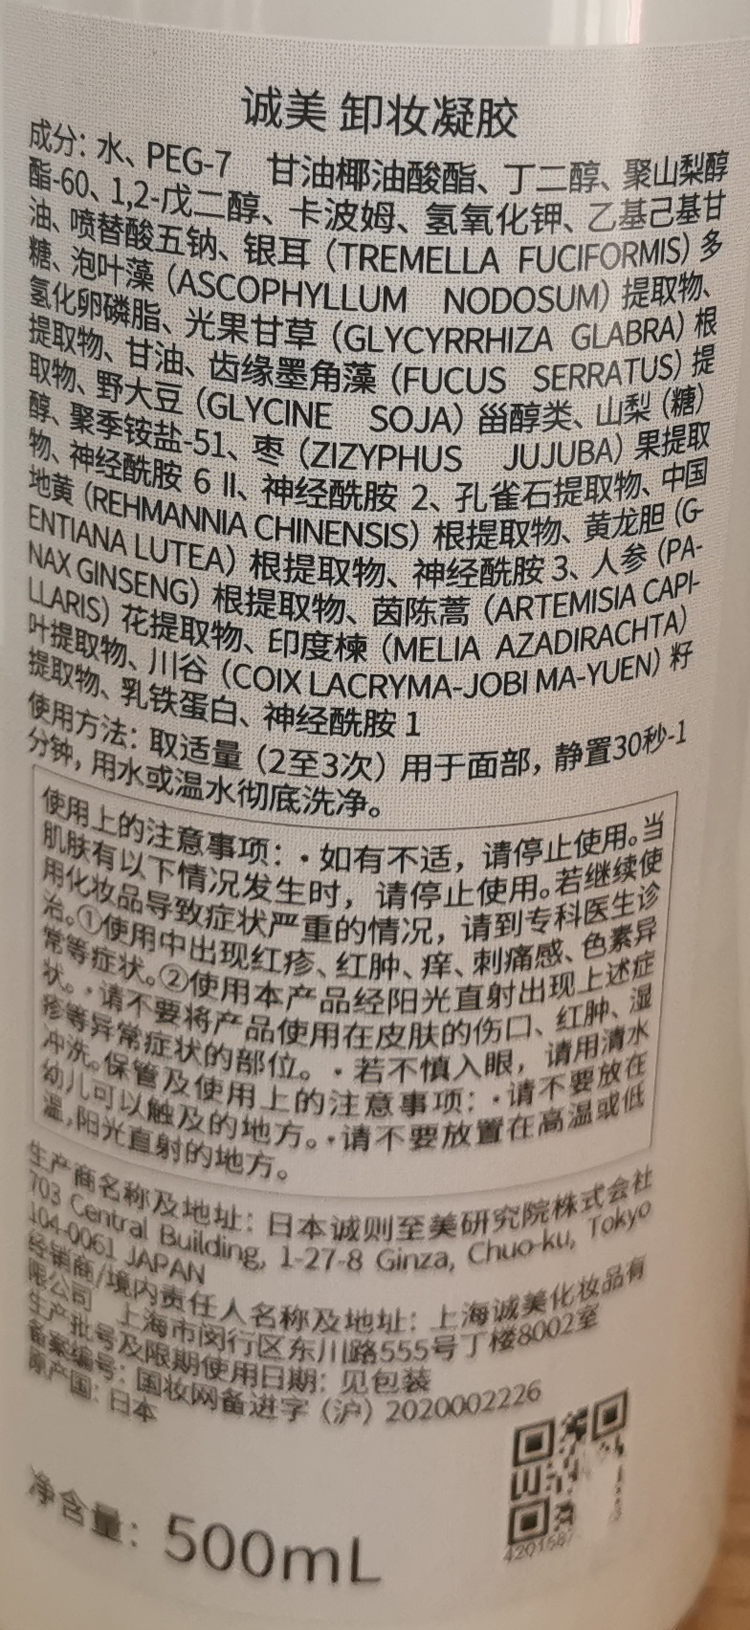 诚美 卸妆凝胶
成分：水、PEG-7 甘油椰油酸酯、丁二醇、聚山梨醇
酯-60、1,2-戊二醇、卡波姆、氢氧化钾、乙基己基甘
油、喷替酸五钠、银耳（TREMELLA FUCIFORMIS）多
糖、泡叶藻（ASCOPHYLLUM NODOSUM）提取物、
氢化卵磷脂、光果甘草（GLYCYRRHIZA GLABRA）根
提取物、甘油、齿缘墨角藻（FUCUS SERRATUS）提
取物、野大豆（GLYCINE SOJA）甾醇类、山梨（糖）
醇、聚季铵盐-51、枣（ZIZYPHUS JUJUBA）果提取
物、神经酰胺 6 II、神经酰胺 2、孔雀石提取物、中国
地黄（REHMANNIA CHINENSIS）根提取物、黄龙胆（G-
ENTIANA LUTEA）根提取物、神经酰胺 3、人参（PA-
NAX GINSENG）根提取物、茵陈蒿（ARTEMISIA CAPI-
LLARIS）花提取物、印度楝（MELIA AZADIRACHTA）
叶提取物、川谷（COIX LACRYMA-JOBI MA-YUEN）籽
提取物、乳铁蛋白、神经酰胺 1
使用方法：取适量（2至3次）用于面部，静置30秒-1
分钟，用水或温水彻底洗净。
使用上的注意事项：·如有不适，请停止使用。当
肌肤有以下情况发生时，请停止使用。若继续使
用化妆品导致症状严重的情况，请到专科医生诊
治。①使用中出现红疹、红肿、痒、刺痛感、色素异
常等症状。②使用本产品经阳光直射出现上述症
状。·请不要将产品使用在皮肤的伤口、红肿、湿
疹等异常症状的部位。·若不慎入眼，请用清水
冲洗。保管及使用上的注意事项：·请不要放在
幼儿可以触及的地方。·请不要放置在高温或低
温,阳光直射的地方。
生产商名称及地址：日本诚则至美研究院株式会社
703 Central Building, 1-27-8 Ginza, Chuo-ku, Tokyo
104-0061 JAPAN
经销商/境内责任人名称及地址：上海诚美化妆品有
限公司 上海市闵行区东川路555号丁楼8002室
生产批号及限期使用日期：见包装
备案编号：国妆网备进字（沪）2020002226
原产国：日本
净含量：500mL